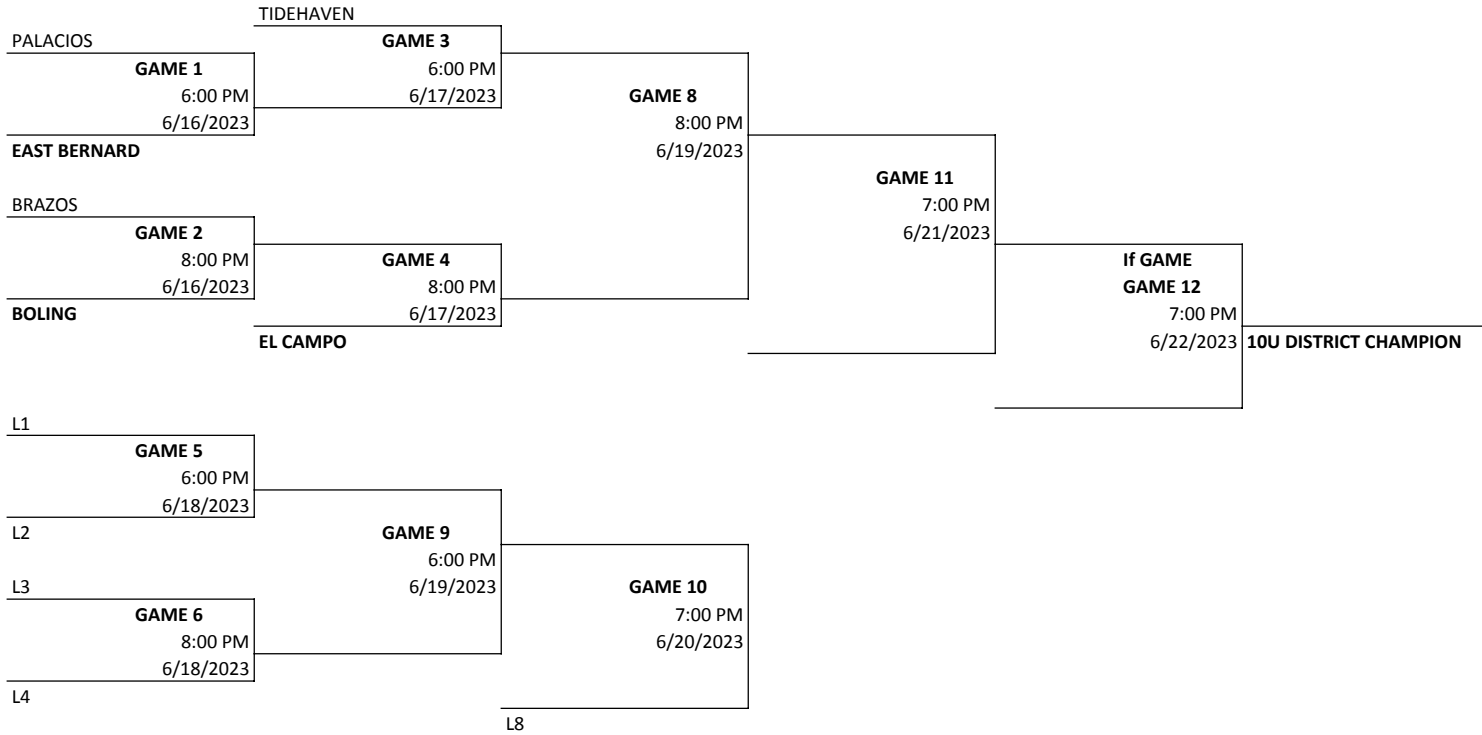 TIDEHAVEN
PALACIOS
GAME 3
GAME 1
6:00 PM
6:00 PM
6/17/2023
GAME 8
6/16/2023
8:00 PM
EAST BERNARD
6/19/2023
GAME 11
BRAZOS
7:00 PM
GAME 2
6/21/2023
8:00 PM
GAME 4
If GAME
6/16/2023
8:00 PM
GAME 12
BOLING
6/17/2023
7:00 PM
EL CAMPO
6/22/2023
10U DISTRICT CHAMPION
L1
GAME 5
6:00 PM
6/18/2023
L2
GAME 9
6:00 PM
L3
6/19/2023
GAME 10
GAME 6
7:00 PM
8:00 PM
6/20/2023
6/18/2023
L4
L8